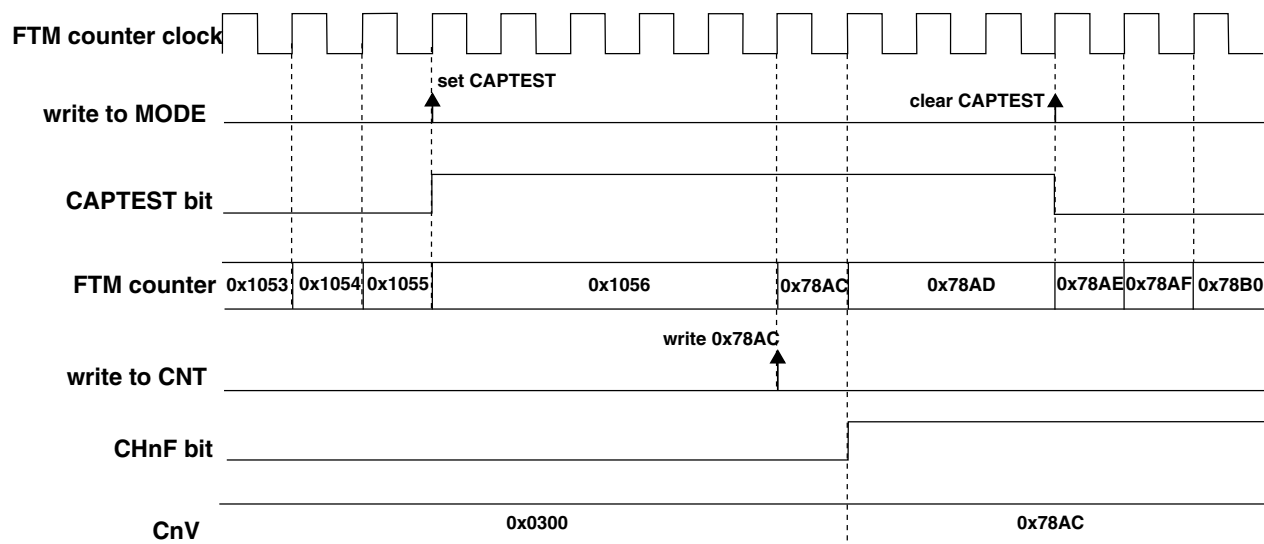 FTM counter clock
set CAPTEST
clear CAPTEST
write to MODE
CAPTEST bit
FTM counter 0x1053 0x1054 0x1055 0x1056 0x78AC 0x78AD 0x78AE 0x78AF 0x78B0
write 0x78AC
write to CNT
CHnF bit
CnV 0x0300 0x78AC